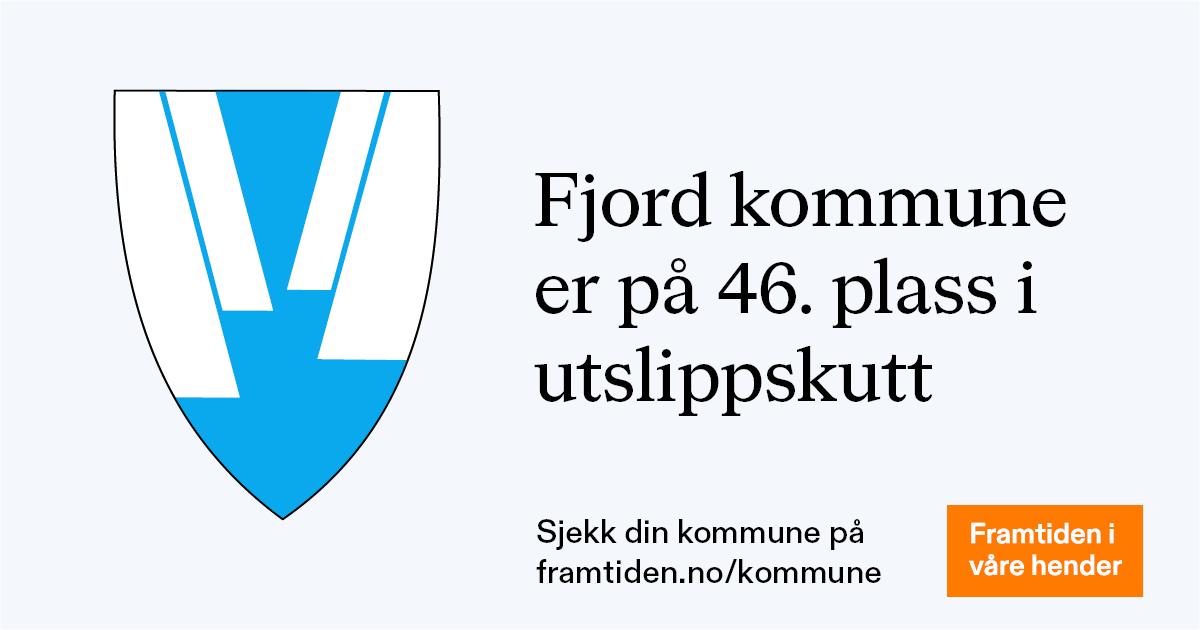 Fjord kommune
er på 46. plass i
utslippskutt
Sjekk din kommune på
framtiden.no/kommune
Framtiden i
våre hender